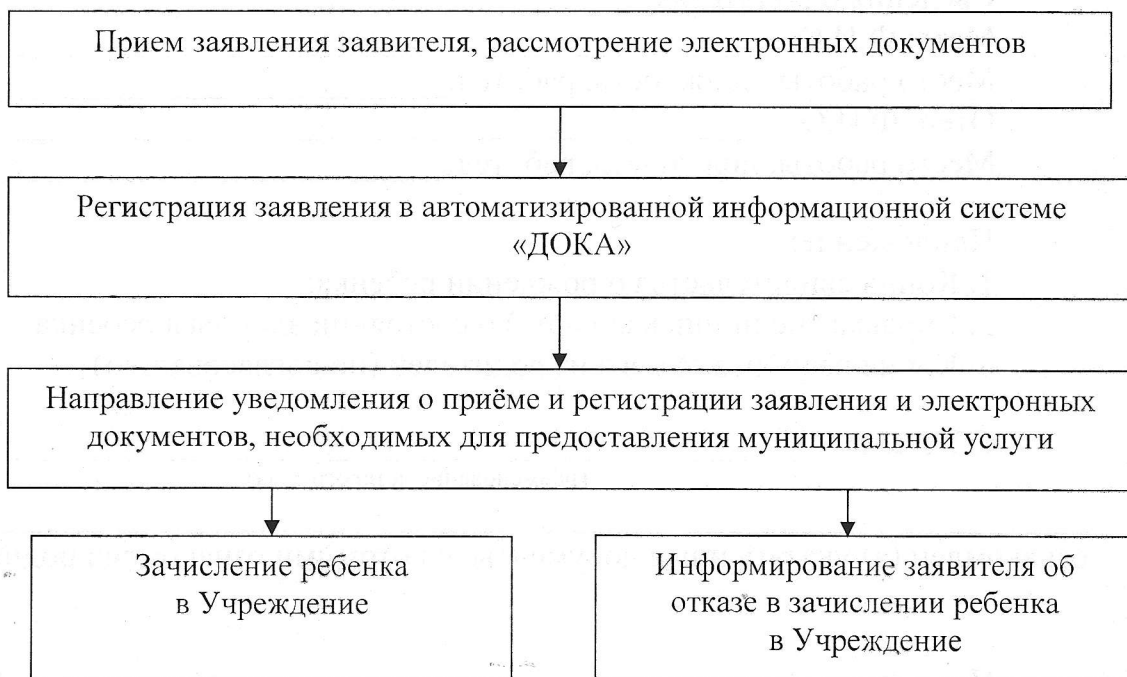 Прием заявления заявителя, рассмотрение электронных документов
Регистрация заявления в автоматизированной информационной системе
«ДОКА»
Направление уведомления о приёме и регистрации заявления и электронных
документов, необходимых для предоставления муниципальной услуги
Зачисление ребенка
в Учреждение
Информирование заявителя об
отказе в зачислении ребенка
в Учреждение